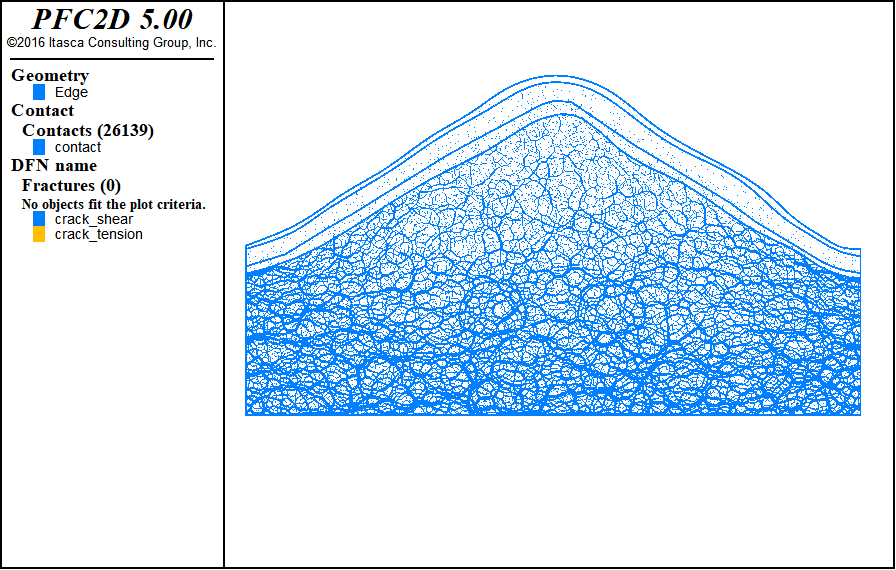 PFC2D 5.00
©2016 Itasca Consulting Group, Inc.
Geometry
Edge
Contact
Contacts (26139)
contact
DFN name
Fractures (0)
No objects fit the plot criteria.
crack_shear
crack_tension